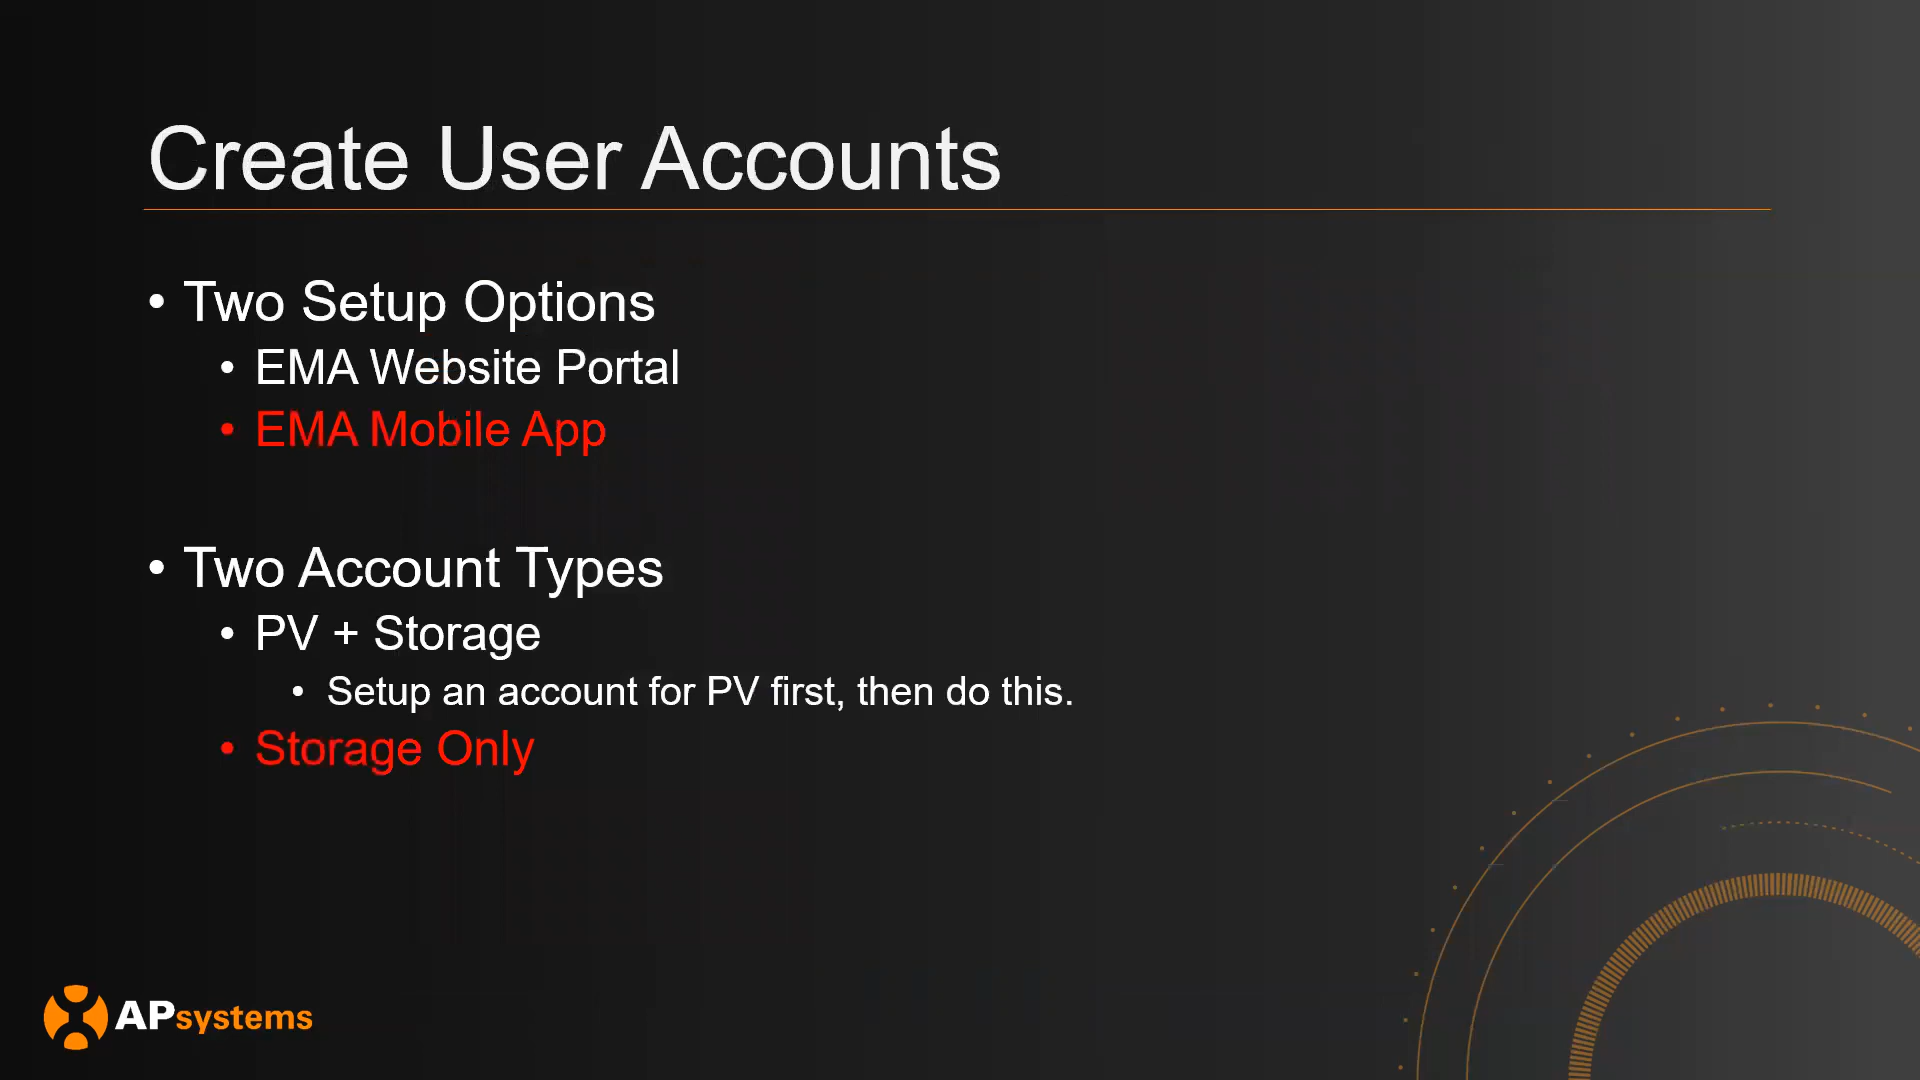 Create User Accounts
• Two Setup Options
• EMA Website Portal
• EMA Mobile App
• Two Account Types
• PV + Storage
• Setup an account for PV first, then do this.
• Storage Only
APsystems